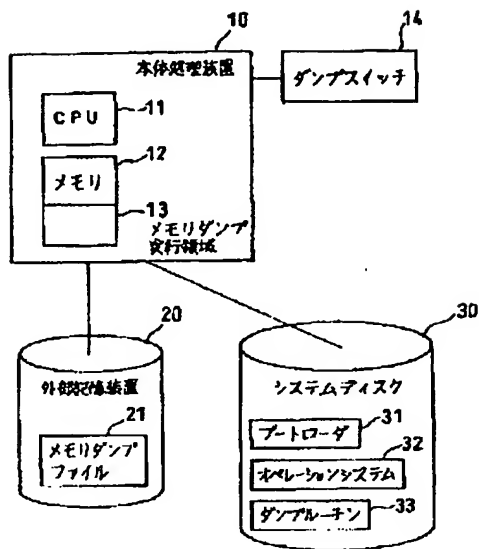 10
14
本体処理装置
ダンプスイッチ
CPU
11
12
メモリ
13
メモリダンプ
実行領域
20
30
外部記憶装置
システムディスク
21
メモリダンプ
ファイル
31
ブートローダ
32
オペレーションシステム
ダンプルーチン
33